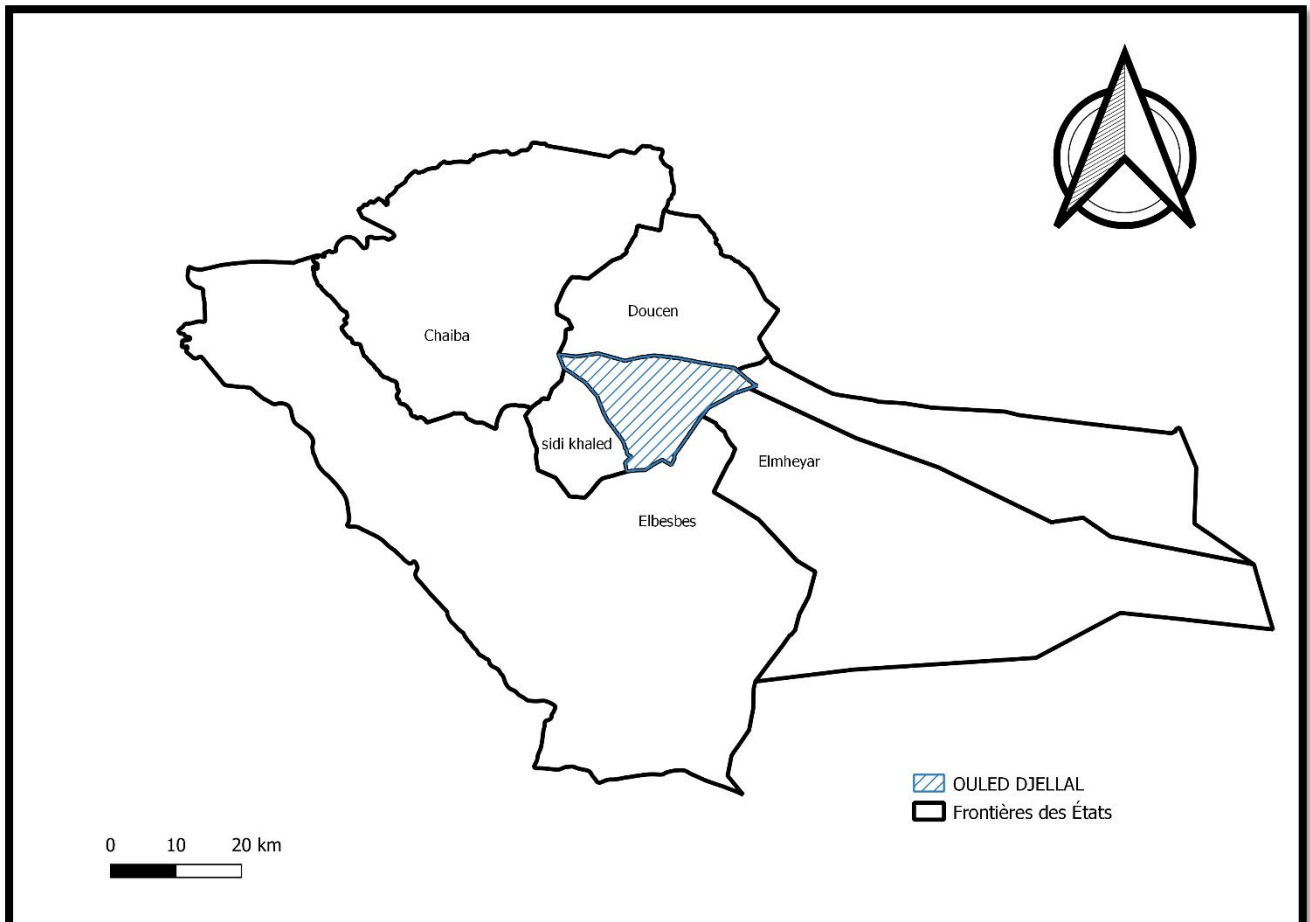 Doucen
Chaiba
sidi khaled
Elmheyar
Elbesbes
OULED DJELLAL
Frontières des États
0 10 20 km